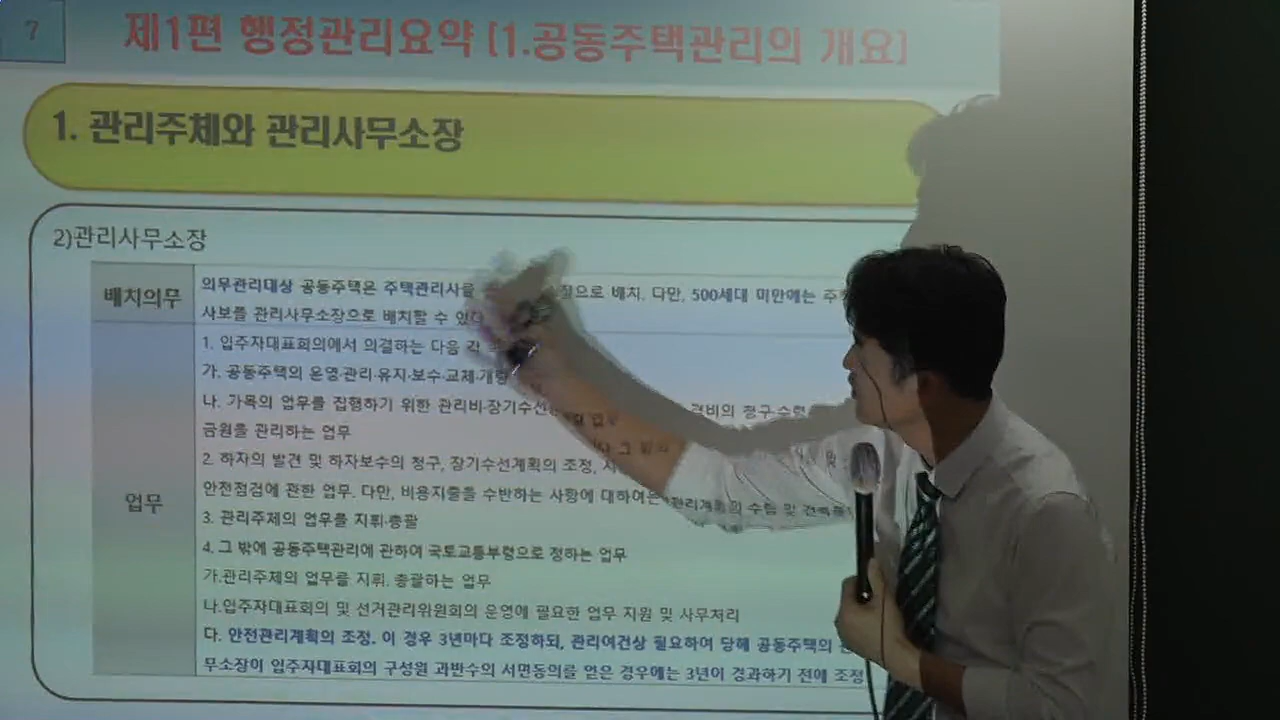 7
제1편 행정관리요약 [1.공동주택관리의 개요]
1. 관리주체와 관리사무소장
2)관리사무소장
배치의무
의무관리대상 공동주택은 주택관리사를 으로 배치. 다만, 500세대 미만에는
사보를 관리사무소장으로 배치할 수 있다
업무
1. 입주자대표회의에서 의결하는 다음 각
가. 공동주택의 운영·관리·유지·보수·교체·개량
나. 가목의 업무를 집행하기 위한 관리비·장기수선 경비의 청구·수령
금원을 관리하는 업무
2. 하자의 발견 및 하자보수의 청구, 장기수선계획의 조정,
안전점검에 관한 업무. 다만, 비용지출을 수반하는 사항에 대하여는
3. 관리주체의 업무를 지휘·총괄
4. 그 밖에 공동주택관리에 관하여 국토교통부령으로 정하는 업무
가.관리주체의 업무를 지휘. 총괄하는 업무
나.입주자대표회의 및 선거관리위원회의 운영에 필요한 업무 지원 및 사무처리
다. 안전관리계획의 조정. 이 경우 3년마다 조정하되, 관리여건상 필요하여 당해 공동주택의
무소장이 입주자대표회의 구성원 과반수의 서면동의를 얻은 경우에는 3년이 경과하기 전에 조정